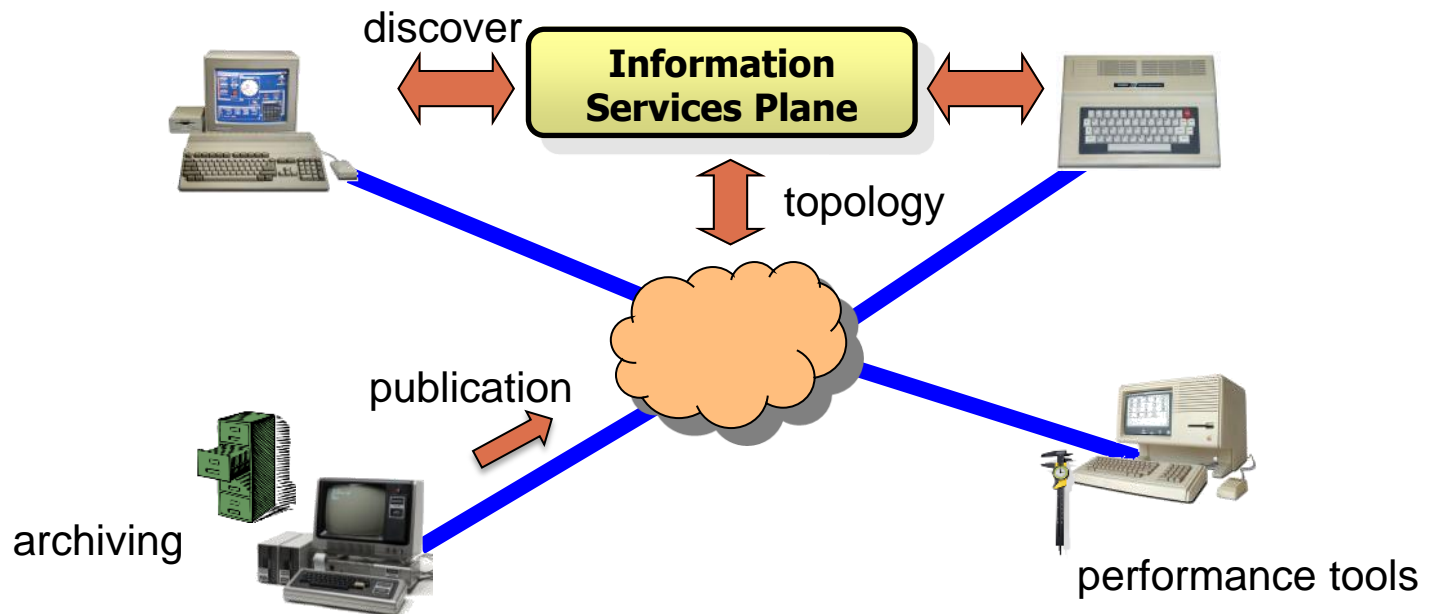 discover
Information
Services Plane
topology
publication
archiving
performance tools